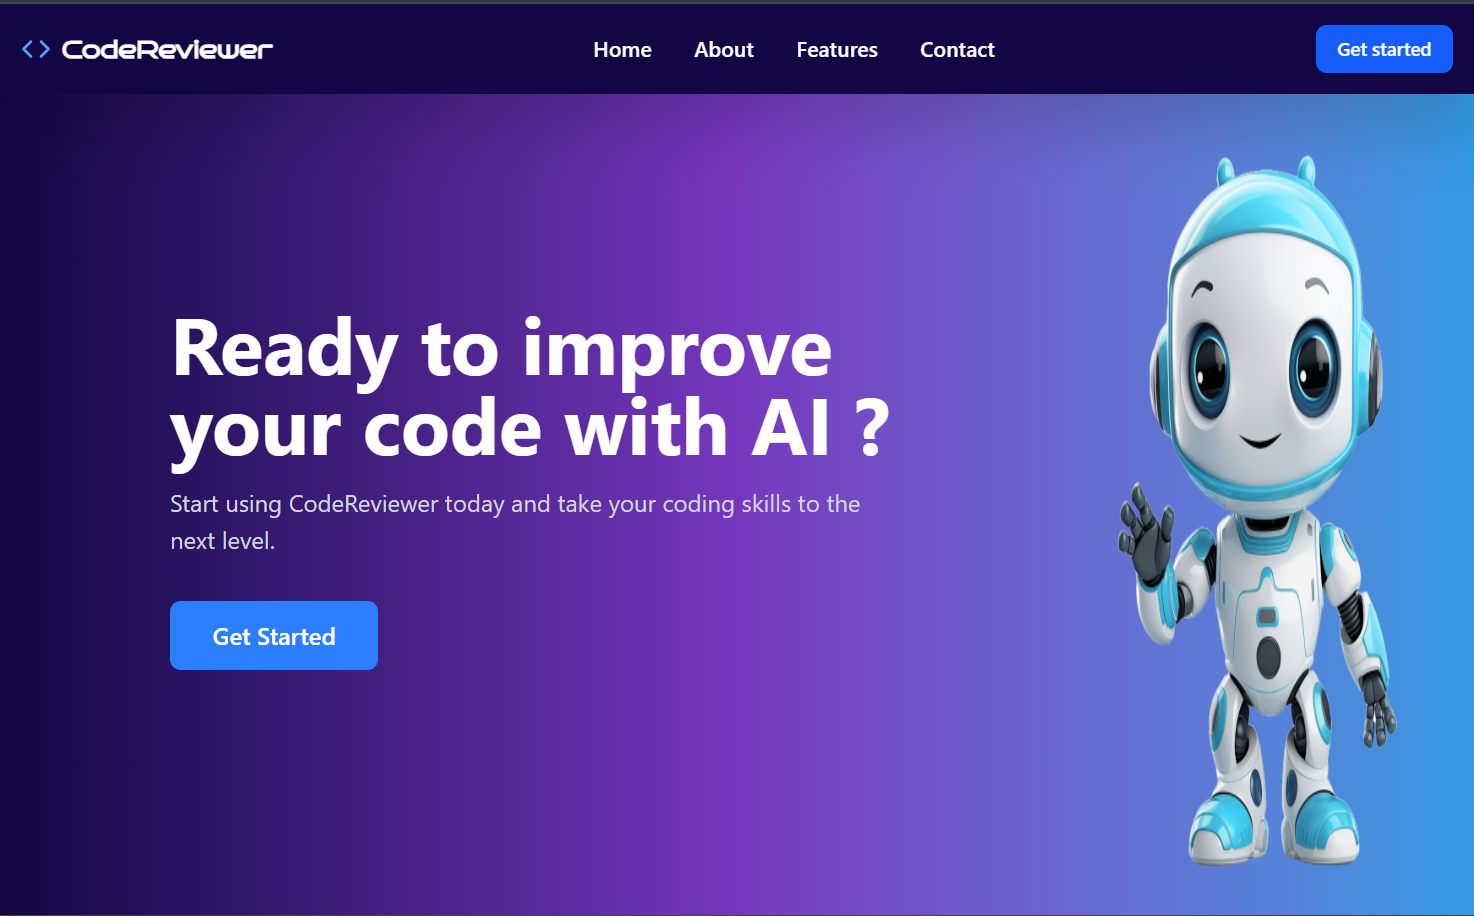 <> CodeReviewer
Home About Features Contact
Get started
Ready to improve
your code with AI ?
Start using CodeReviewer today and take your coding skills to the
next level.
Get Started